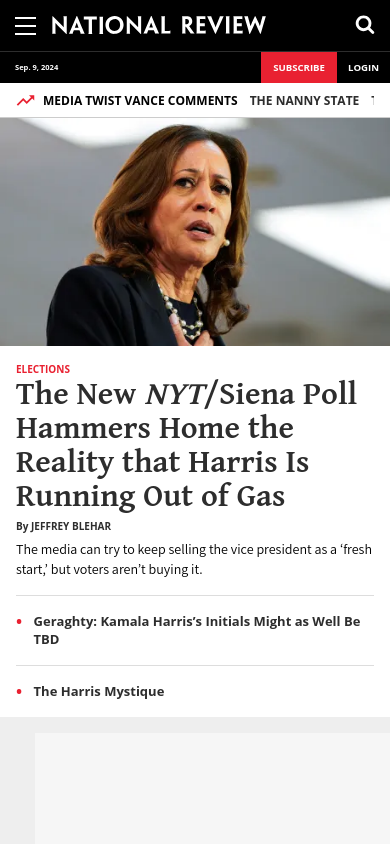 NATIONAL REVIEW
Sep. 9, 2024
SUBSCRIBE
LOGIN
MEDIA TWIST VANCE COMMENTS THE NANNY STATE
ELECTIONS
The New NYT/Siena Poll
Hammers Home the
Reality that Harris Is
Running Out of Gas
By JEFFREY BLEHAR
The media can try to keep selling the vice president as a ‘fresh
start,’ but voters aren’t buying it.
• Geraghty: Kamala Harris’s Initials Might as Well Be
TBD
• The Harris Mystique